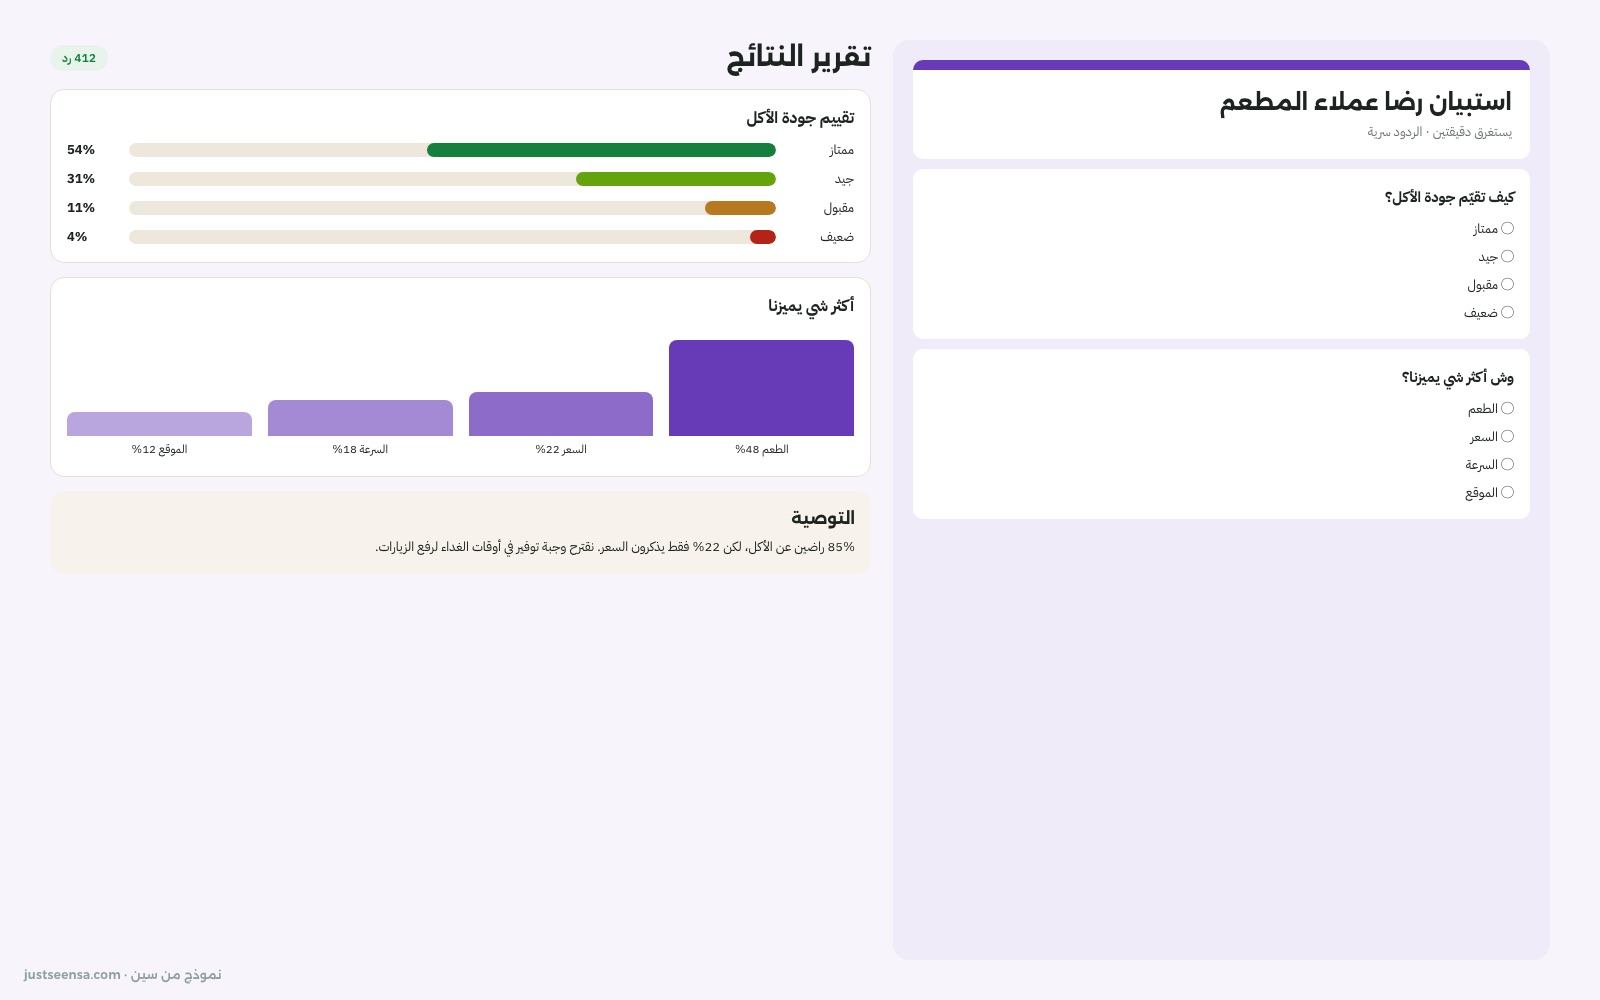 استبيان رضا عملاء المطعم
يستغرق دقيقتين · الردود سرية
كيف تقيّم جودة الأكل؟
ممتاز
جيد
مقبول
ضعيف
وش أكثر شي يميزنا؟
الطعم
السعر
السرعة
الموقع
تقرير النتائج
412 رد
تقييم جودة الأكل
ممتاز 54%
جيد 31%
مقبول 11%
ضعيف 4%
أكثر شي يميزنا
الطعم 48%
السعر 22%
السرعة 18%
الموقع 12%
التوصية
85% راضين عن الأكل، لكن 22% فقط يذكرون السعر. نقترح وجبة توفير في أوقات الغداء لرفع الزيارات.
نموذج من سين · justseensa.com